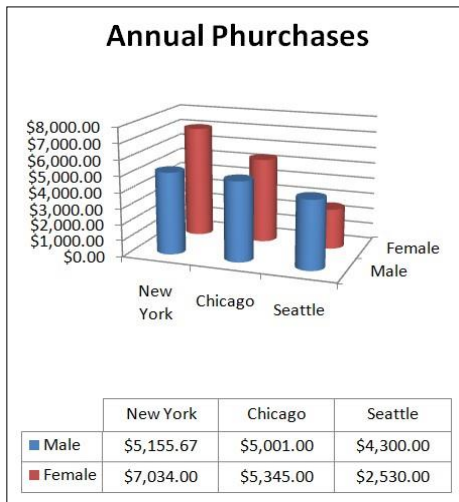 Annual Phurchases
$8,000.00
$7,000.00
$6,000.00
$5,000.00
$4,000.00
$3,000.00
$2,000.00
$1,000.00
$0.00
Female
Male
New
York
Chicago
Seattle
New York Chicago Seattle
Male $5,155.67 $5,001.00 $4,300.00
Female $7,034.00 $5,345.00 $2,530.00